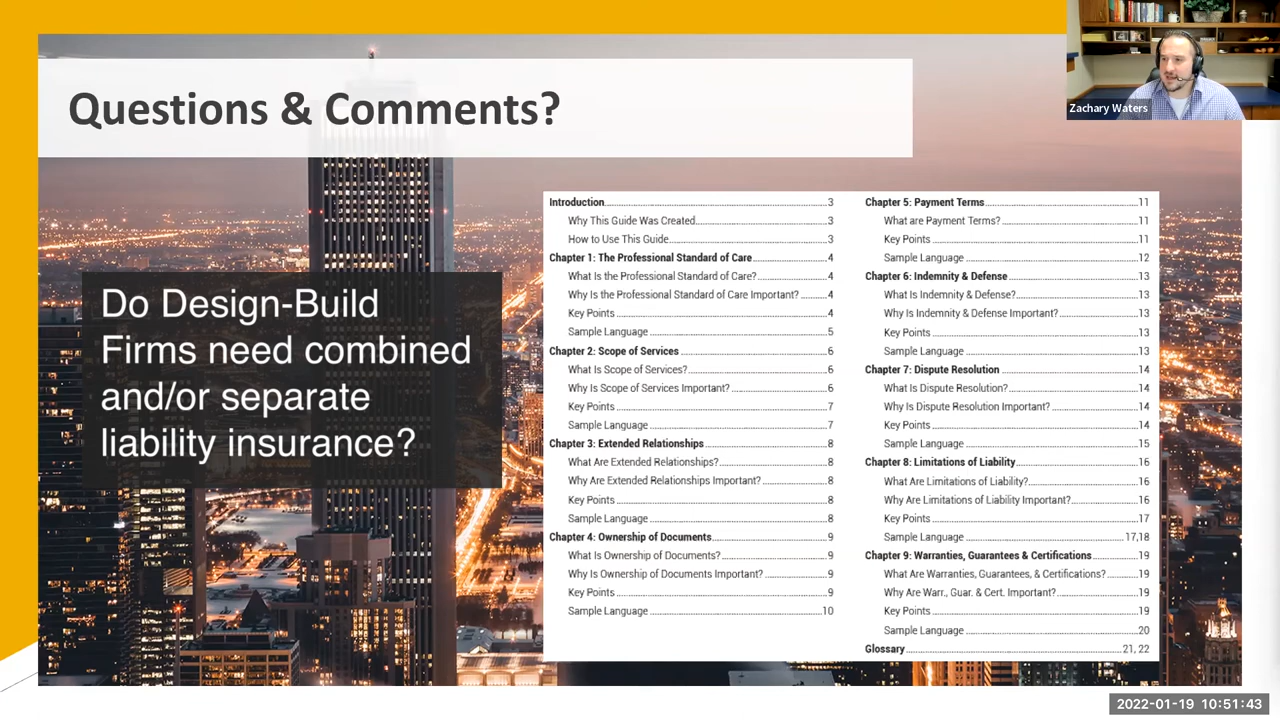 Questions & Comments?
Zachary Waters
Do Design-Build
Firms need combined
and/or separate
liability insurance?
Introduction 3
Why This Guide Was Created 3
How to Use This Guide 3
Chapter 1: The Professional Standard of Care 4
What Is the Professional Standard of Care? 4
Why Is the Professional Standard of Care Important? 4
Key Points 4
Sample Language 5
Chapter 2: Scope of Services 6
What Is Scope of Services? 6
Why Is Scope of Services Important? 6
Key Points 7
Sample Language 7
Chapter 3: Extended Relationships 8
What Are Extended Relationships? 8
Why Are Extended Relationships Important? 8
Key Points 8
Sample Language 8
Chapter 4: Ownership of Documents 9
What Is Ownership of Documents? 9
Why Is Ownership of Documents Important? 9
Key Points 9
Sample Language 10
Chapter 5: Payment Terms 11
What are Payment Terms? 11
Key Points 11
Sample Language 12
Chapter 6: Indemnity & Defense 13
What Is Indemnity & Defense? 13
Why Is Indemnity & Defense Important? 13
Key Points 13
Sample Language 13
Chapter 7: Dispute Resolution 14
What Is Dispute Resolution? 14
Why Is Dispute Resolution Important? 14
Key Points 14
Sample Language 15
Chapter 8: Limitations of Liability 16
What Are Limitations of Liability? 16
Why Are Limitations of Liability Important? 16
Key Points 17
Sample Language 17,18
Chapter 9: Warranties, Guarantees & Certifications 19
What Are Warranties, Guarantees, & Certifications? 19
Why Are Warr., Guar. & Cert. Important? 19
Key Points 19
Sample Language 20
Glossary 21, 22
2022-01-19 10:51:43